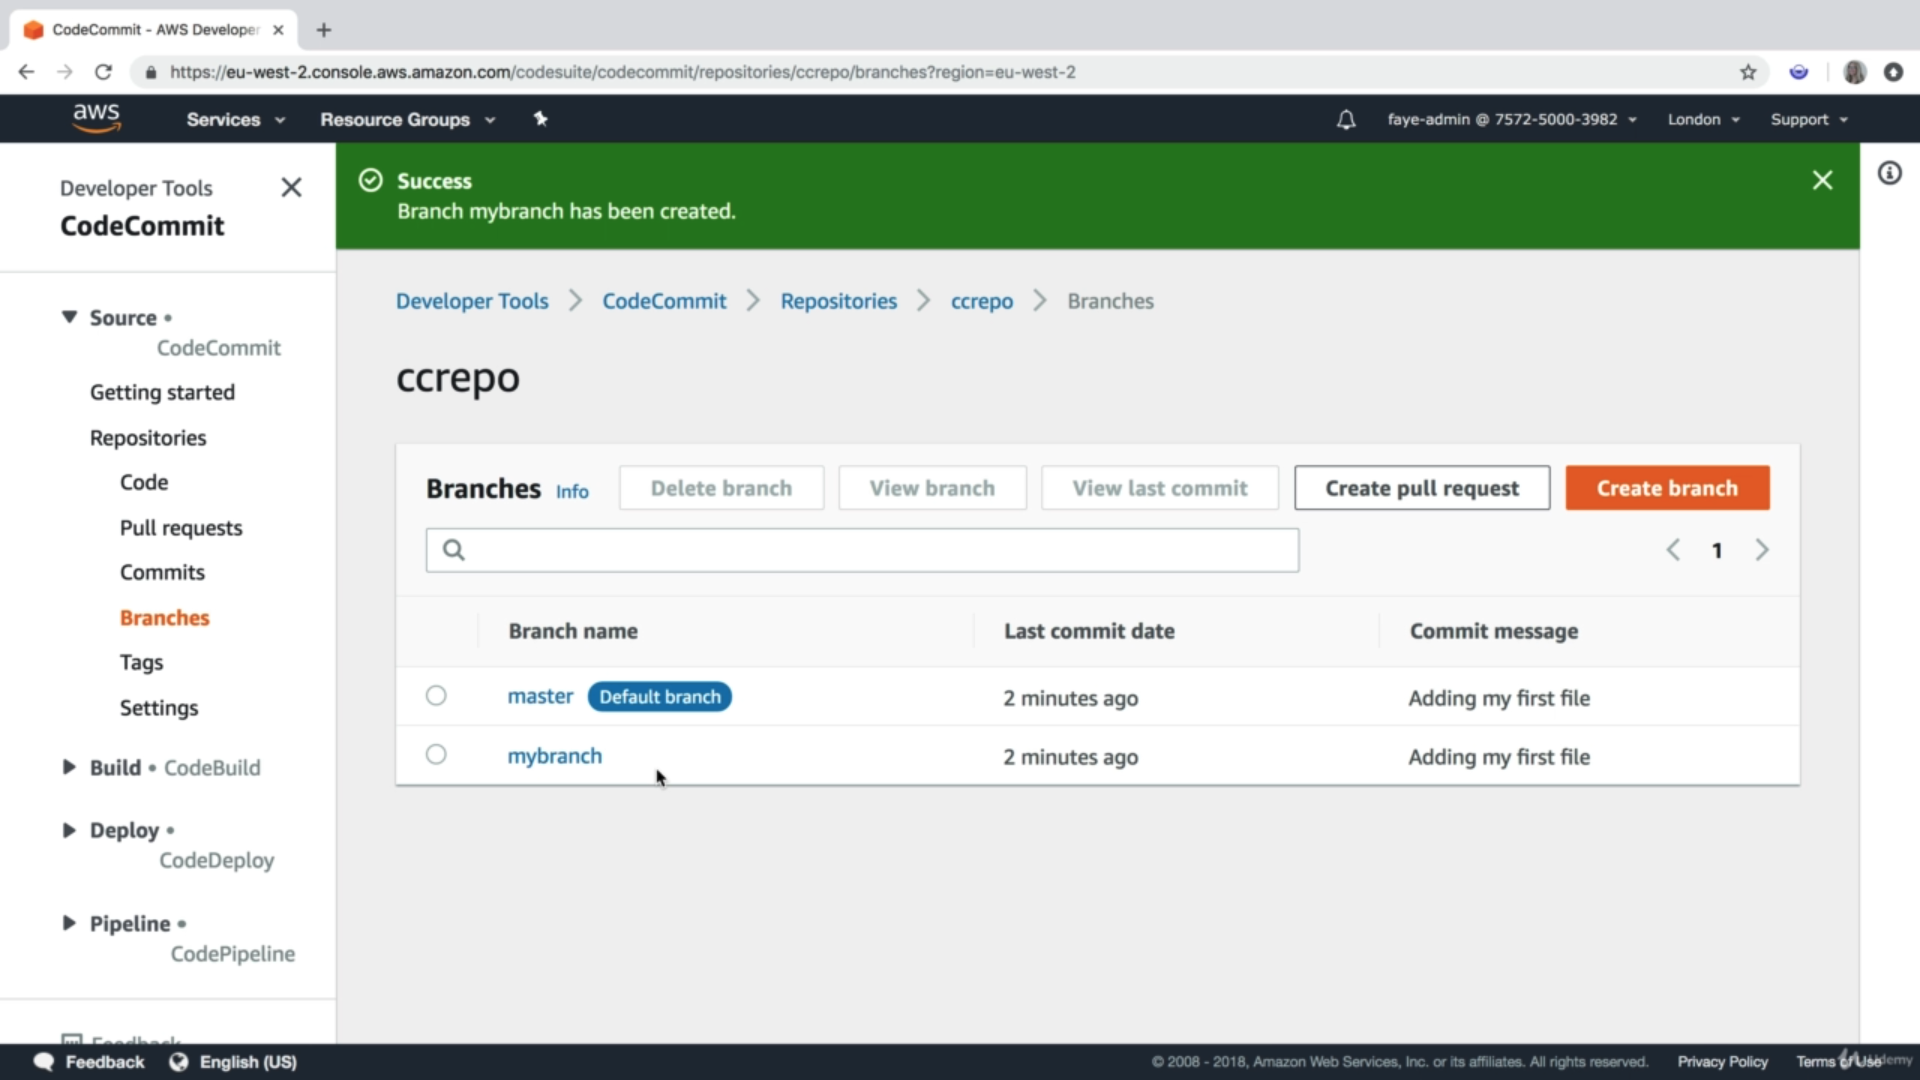 CodeCommit - AWS Developer
https://eu-west-2.console.aws.amazon.com/codesuite/codecommit/repositories/ccrepo/branches?region=eu-west-2
aws Services Resource Groups faye-admin @ 7572-5000-3982 London Support
Developer Tools
CodeCommit
Source •
CodeCommit
Getting started
Repositories
Code
Pull requests
Commits
Branches
Tags
Settings
Build • CodeBuild
Deploy •
CodeDeploy
Pipeline •
CodePipeline
Feedback
Success
Branch mybranch has been created.
Developer Tools > CodeCommit > Repositories > ccrepo > Branches
ccrepo
Branches Info Delete branch View branch View last commit Create pull request Create branch
1
Branch name Last commit date Commit message
master Default branch 2 minutes ago Adding my first file
mybranch 2 minutes ago Adding my first file
Feedback English (US) © 2008 - 2018, Amazon Web Services, Inc. or its affiliates. All rights reserved. Privacy Policy Terms of Use